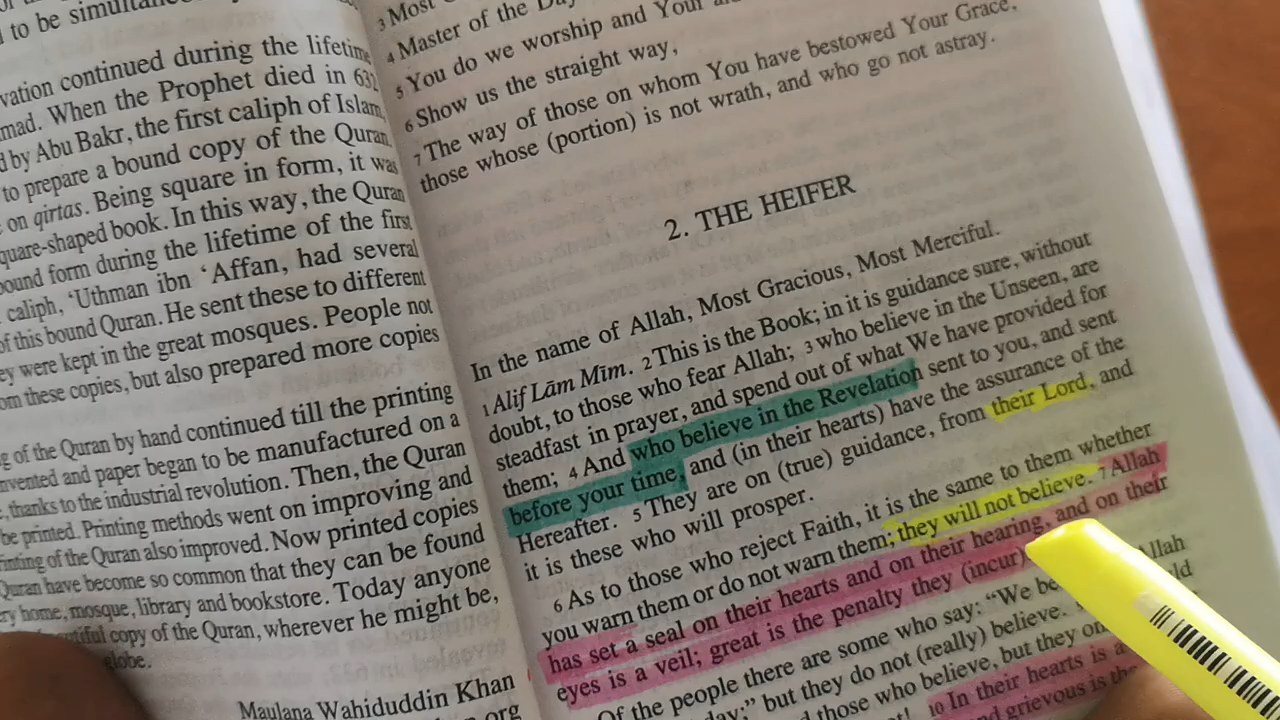 to be simultaneously
vation continued during the lifetime
mad. When the Prophet died in 632
d by Abu Bakr, the first caliph of Islam,
to prepare a bound copy of the Quran.
on qirtas. Being square in form, it was
quare-shaped book. In this way, the Quran
ound form during the lifetime of the first
caliph, ‘Uthman ibn ‘Affan, had several
of this bound Quran. He sent these to different
ey were kept in the great mosques. People not
om these copies, but also prepared more copies
g of the Quran by hand continued till the printing
nvented and paper began to be manufactured on a
, thanks to the industrial revolution. Then, the Quran
be printed. Printing methods went on improving and
inting of the Quran also improved. Now printed copies
Quran have become so common that they can be found
ry home, mosque, library and bookstore. Today anyone
utiful copy of the Quran, wherever he might be,
globe.
Maulana Wahiduddin Khan
org
3 Most
4 Master of the Day
5 You do we worship and Your
6 Show us the straight way,
7 The way of those on whom You have bestowed Your Grace,
those whose (portion) is not wrath, and who go not astray.
2. THE HEIFER
In the name of Allah, Most Gracious, Most Merciful.
1 Alif Lām Mīm. 2 This is the Book; in it is guidance sure, without
doubt, to those who fear Allah; 3 who believe in the Unseen, are
steadfast in prayer, and spend out of what We have provided for
them; 4 And who believe in the Revelation sent to you, and sent
before your time, and (in their hearts) have the assurance of the
Hereafter. 5 They are on (true) guidance, from their Lord, and
it is these who will prosper.
6 As to those who reject Faith, it is the same to them whether
you warn them or do not warn them; they will not believe. 7 Allah
has set a seal on their hearts and on their hearing, and on their
eyes is a veil; great is the penalty they (incur)
Of the people there are some who say: “We be Allah
day;” but they do not (really) believe.
d those who believe, but they on
10 In their hearts is a
nd grievous is the